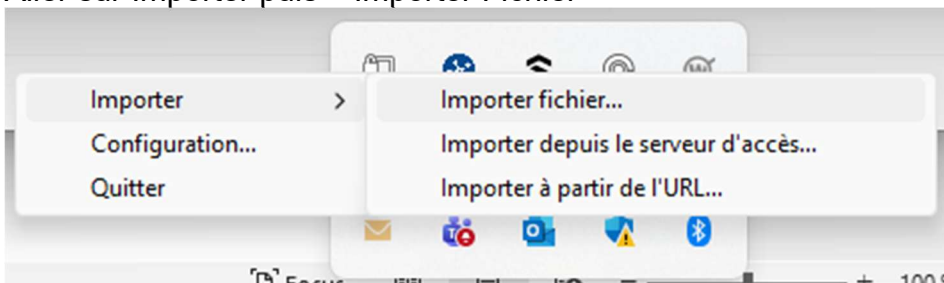 Importer
Importer fichier...
Configuration...
Importer depuis le serveur d'accès...
Quitter
Importer à partir de l'URL...